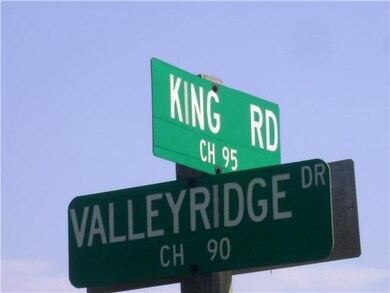 KING RD
CH 95
VALLEYRIDGE DR
CH 90